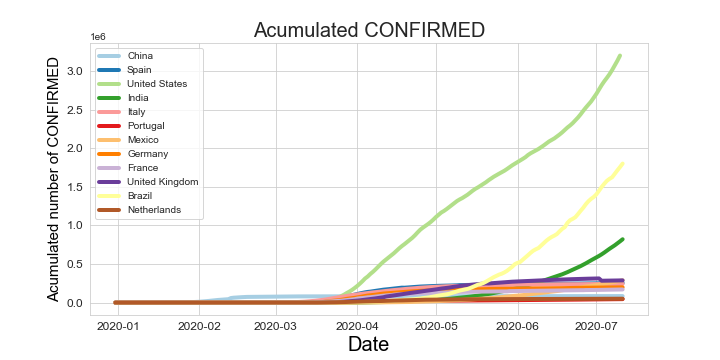 Acumulated CONFIRMED
1e6
Acumulated number of CONFIRMED
3.0
2.5
2.0
1.5
1.0
0.5
0.0
China
Spain
United States
India
Italy
Portugal
Mexico
Germany
France
United Kingdom
Brazil
Netherlands
2020-01 2020-02 2020-03 2020-04 2020-05 2020-06 2020-07
Date